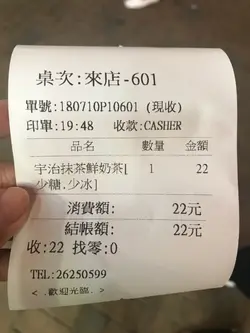 桌次:來店-601
單號:180710P10601 (現收)
印單:19:48 收款:CASHER
品名 數量 金額
宇治抹茶鮮奶茶[ 1 22
少糖.少冰]
消費額: 22元
結帳額: 22元
收:22 找零:0
TEL:26250599
< .歡迎光臨. >